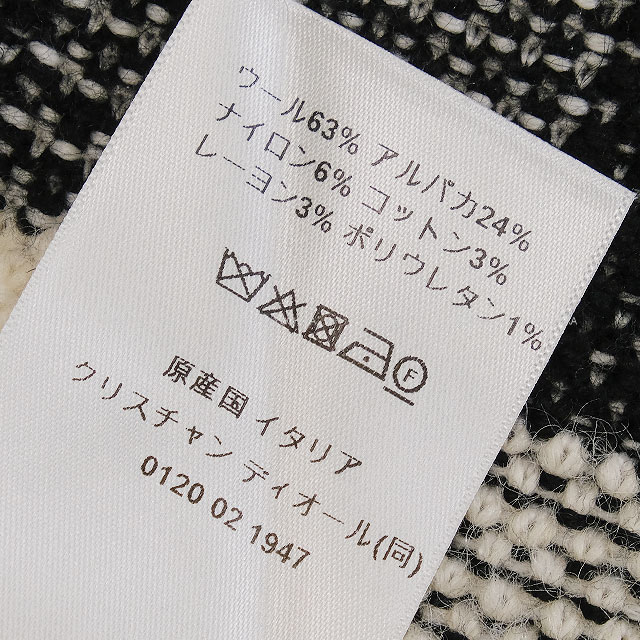 ウール63% アルパカ24%
ナイロン6% コットン3%
レーヨン3% ポリウレタン1%
F
原産国 イタリア
クリスチャン ディオール(同)
0120 02 1947